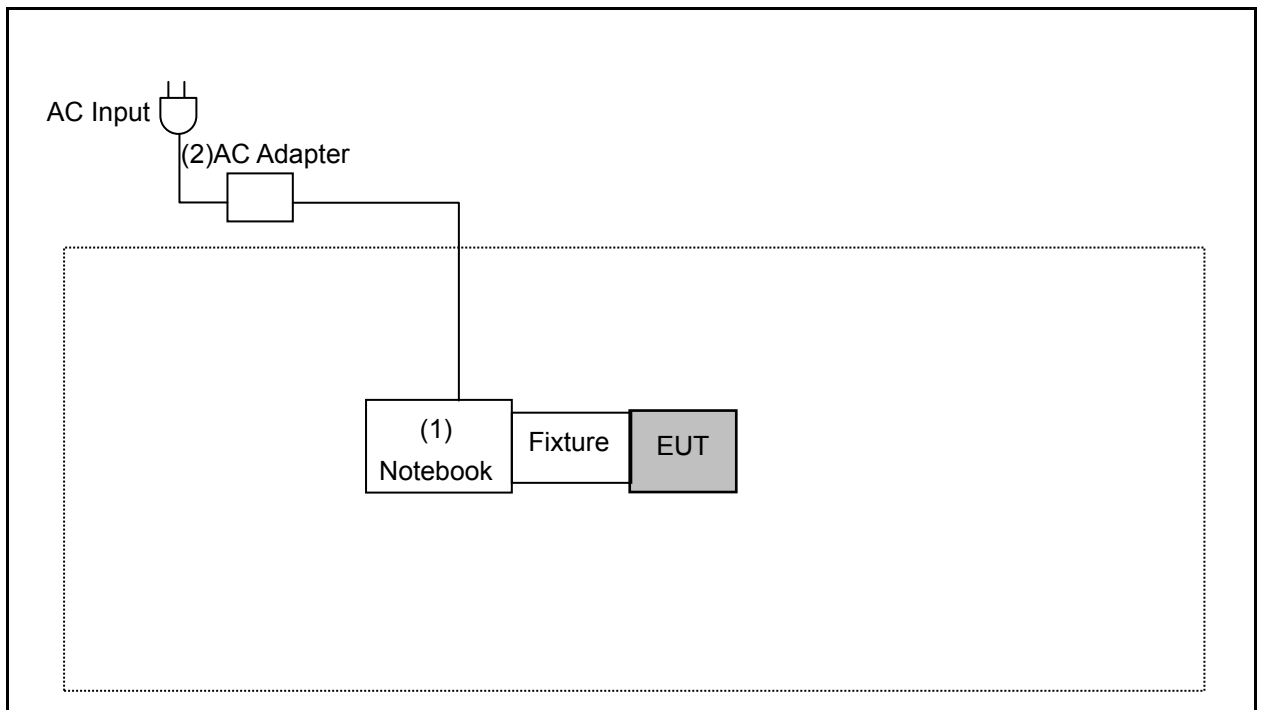 AC Input
(2)AC Adapter
(1)
Notebook
Fixture
EUT